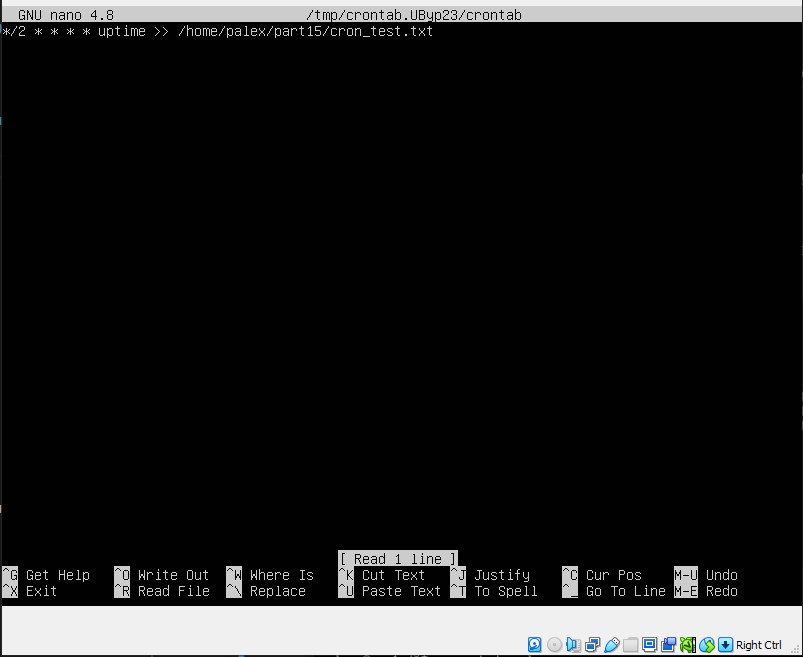 GNU nano 4.8 /tmp/crontab.UByp23/crontab
*/2 * * * * uptime >> /home/palex/part15/cron_test.txt
[ Read 1 line ]
^G Get Help ^O Write Out ^W Where Is ^K Cut Text ^J Justify ^C Cur Pos M-U Undo
^X Exit ^R Read File ^\ Replace ^U Paste Text ^T To Spell ^_ Go To Line M-E Redo
Right Ctrl